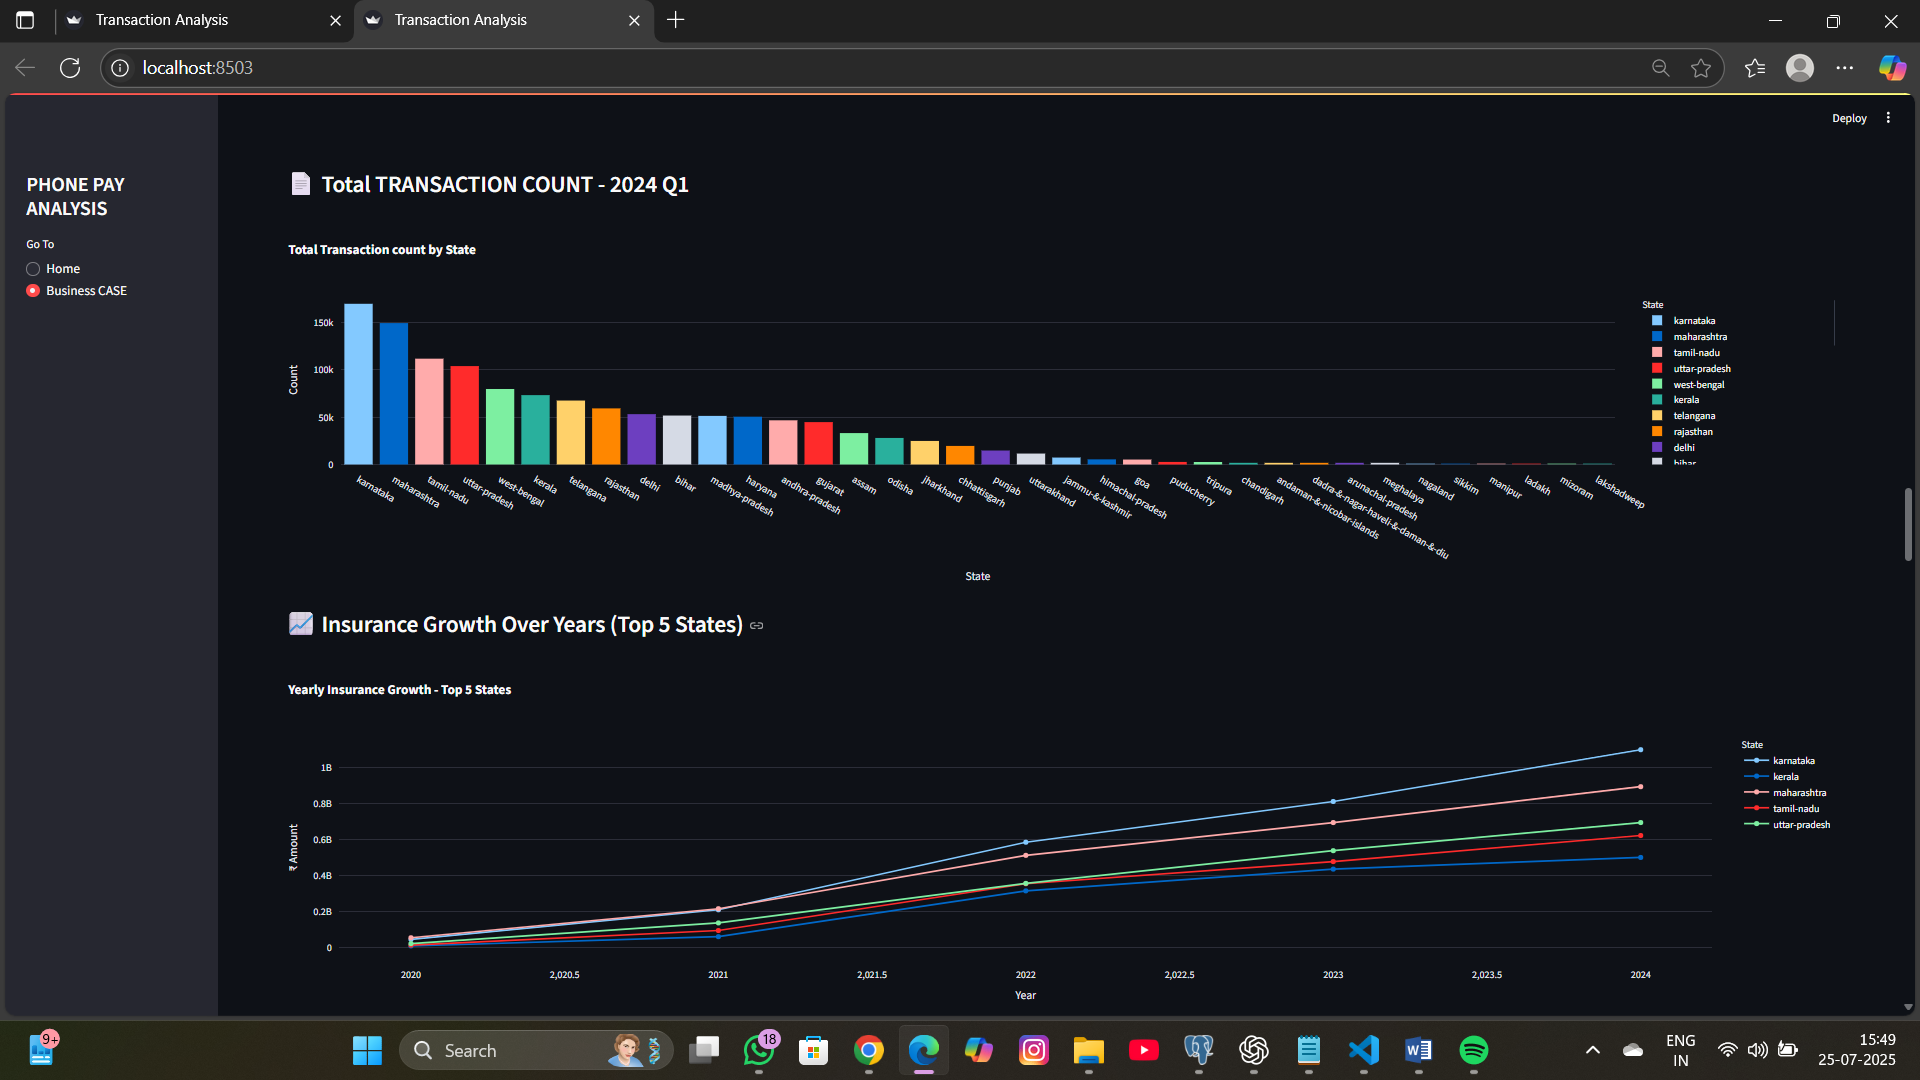 Transaction Analysis
Transaction Analysis
localhost:8503
Deploy
PHONE PAY
ANALYSIS
Go To
Home
Business CASE
Total TRANSACTION COUNT - 2024 Q1
Total Transaction count by State
Count
150k
100k
50k
0
karnataka
maharashtra
tamil-nadu
uttar-pradesh
west-bengal
kerala
telangana
rajasthan
delhi
bihar
madhya-pradesh
haryana
andhra-pradesh
gujarat
assam
odisha
jharkhand
chhattisgarh
punjab
uttarakhand
jammu-&-kashmir
himachal-pradesh
goa
puducherry
tripura
chandigarh
andaman-&-nicobar-islands
dadra-&-nagar-haveli-&-daman-&-diu
arunachal-pradesh
meghalaya
nagaland
sikkim
manipur
ladakh
mizoram
lakshadweep
State
State
karnataka
maharashtra
tamil-nadu
uttar-pradesh
west-bengal
kerala
telangana
rajasthan
delhi
bihar
Insurance Growth Over Years (Top 5 States)
Yearly Insurance Growth - Top 5 States
₹ Amount
1B
0.8B
0.6B
0.4B
0.2B
0
2020
2,020.5
2021
2,021.5
2022
2,022.5
2023
2,023.5
2024
Year
State
karnataka
kerala
maharashtra
tamil-nadu
uttar-pradesh
9+
Search
18
ENG
IN
15:49
25-07-2025